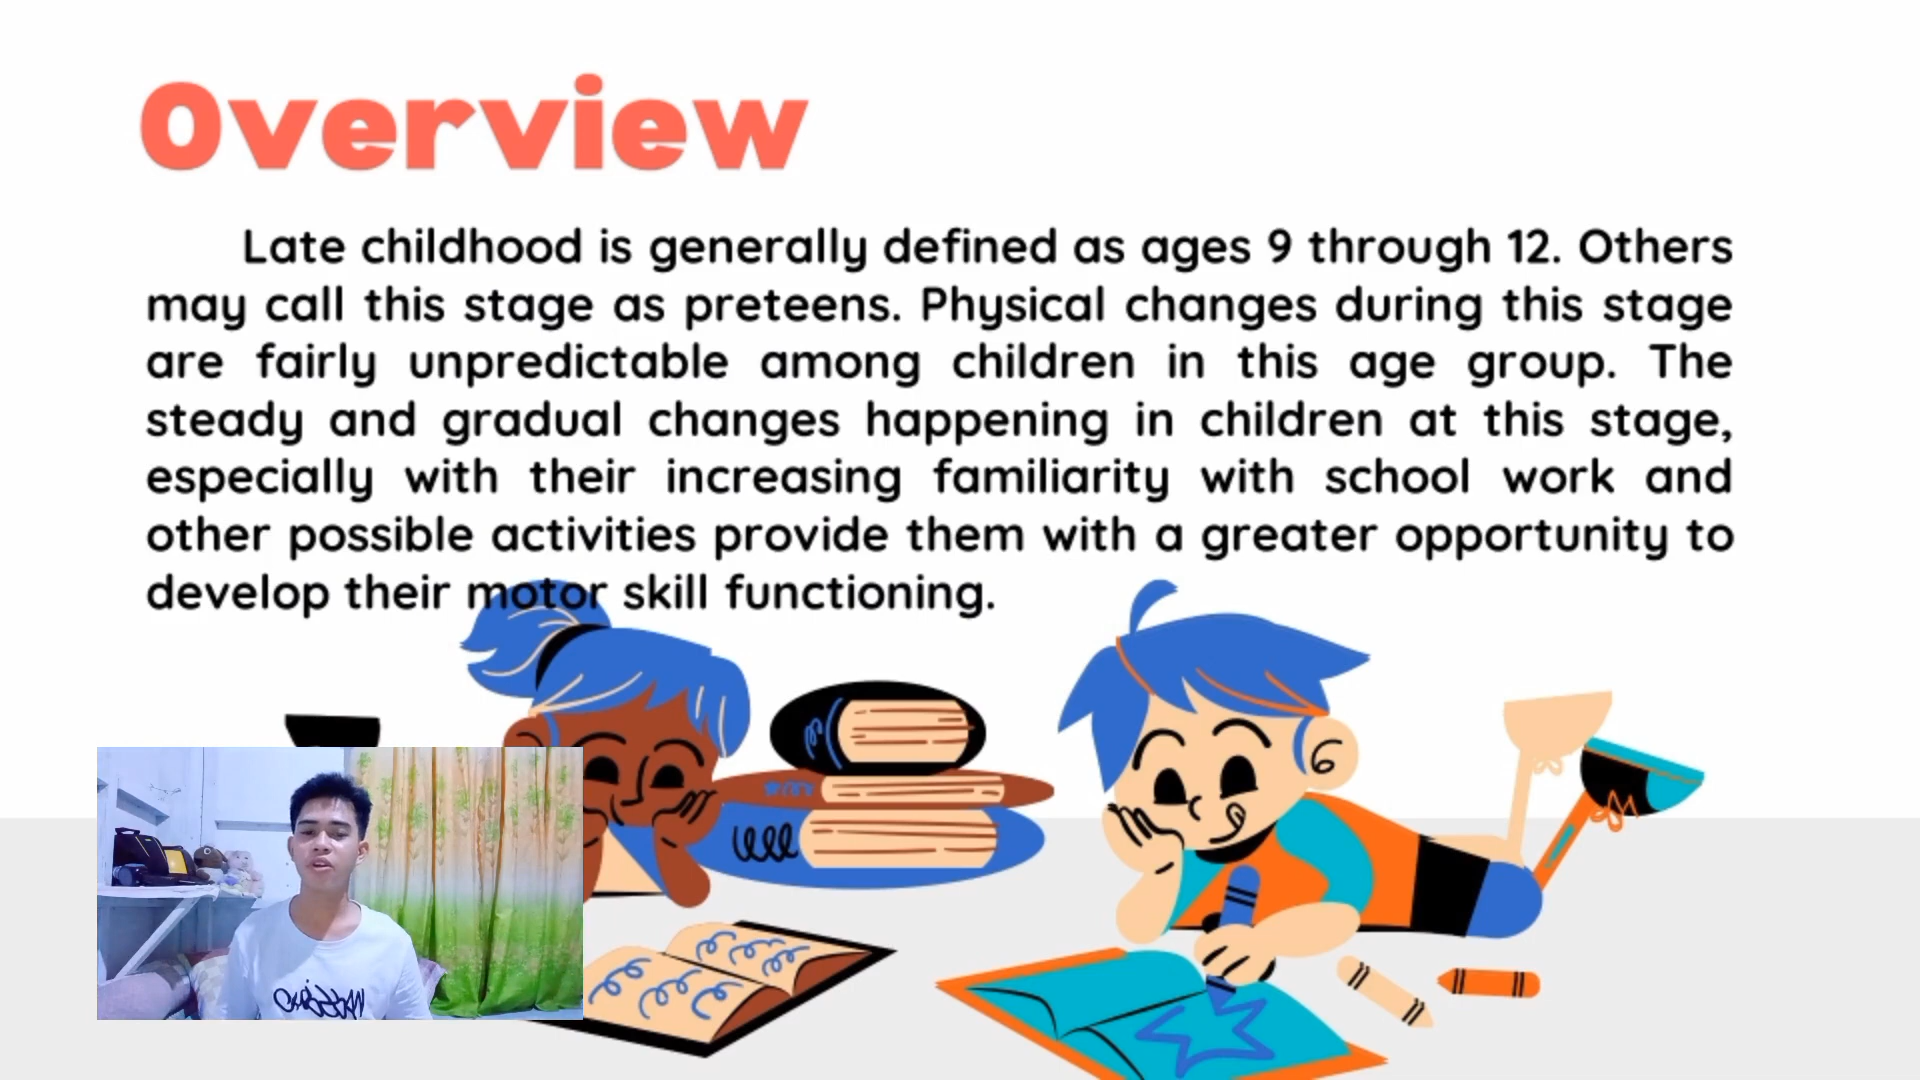 Overview
Late childhood is generally defined as ages 9 through 12. Others
may call this stage as preteens. Physical changes during this stage
are fairly unpredictable among children in this age group. The
steady and gradual changes happening in children at this stage,
especially with their increasing familiarity with school work and
other possible activities provide them with a greater opportunity to
develop their motor skill functioning.